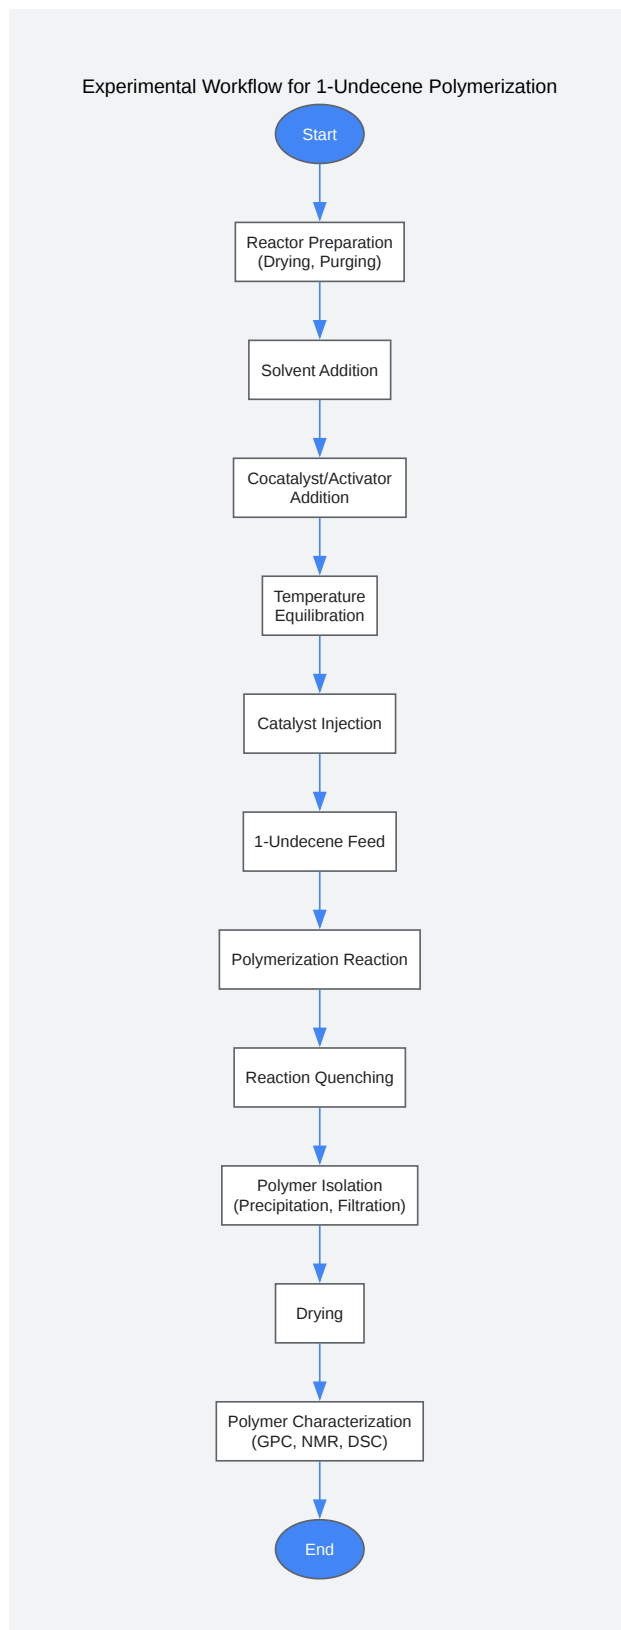 Experimental Workflow for 1-Undecene Polymerization
Start
Reactor Preparation
(Drying, Purging)
Solvent Addition
Cocatalyst/Activator
Addition
Temperature
Equilibration
Catalyst Injection
1-Undecene Feed
Polymerization Reaction
Reaction Quenching
Polymer Isolation
(Precipitation, Filtration)
Drying
Polymer Characterization
(GPC, NMR, DSC)
End